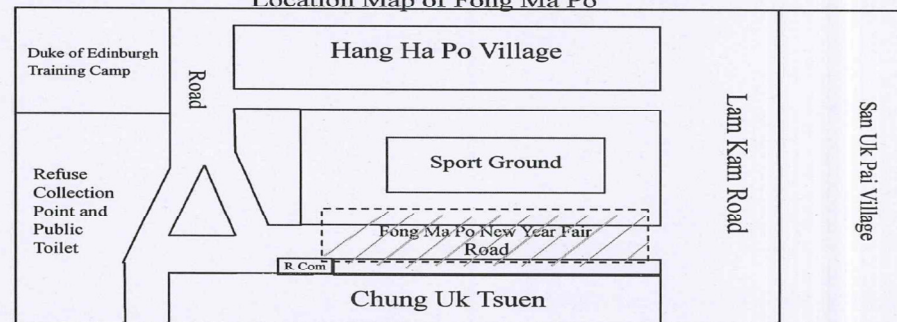 Location Map of Fong Ma Po
Duke of Edinburgh
Training Camp
Road
Hang Ha Po Village
Lam Kam Road
San Uk Pai Village
Sport Ground
Refuse
Collection
Point and
Public
Toilet
Fong Ma Po New Year Fair
Road
R Com
Chung Uk Tsuen